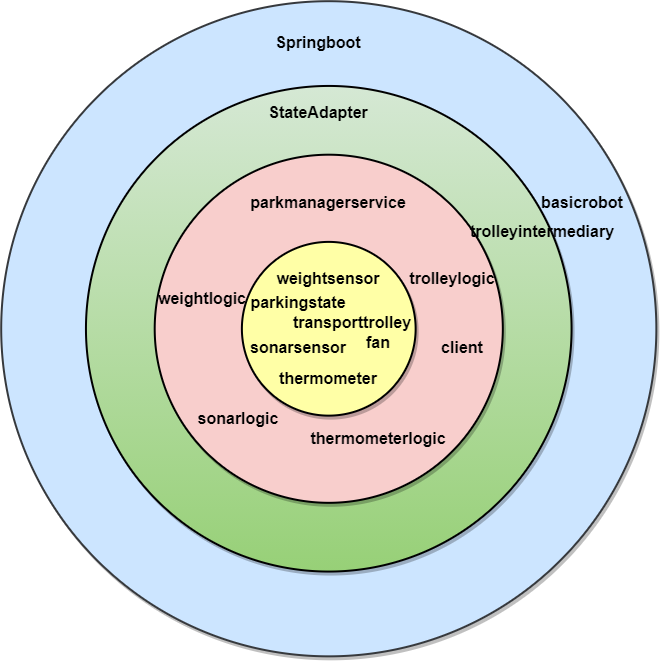 Springboot
StateAdapter
parkmanagerservice
basicrobot
trolleyintermediary
weightsensor
trolleylogic
weightlogic
parkingstate
transporttrolley
fan
sonarsensor
client
thermometer
sonarlogic
thermometerlogic